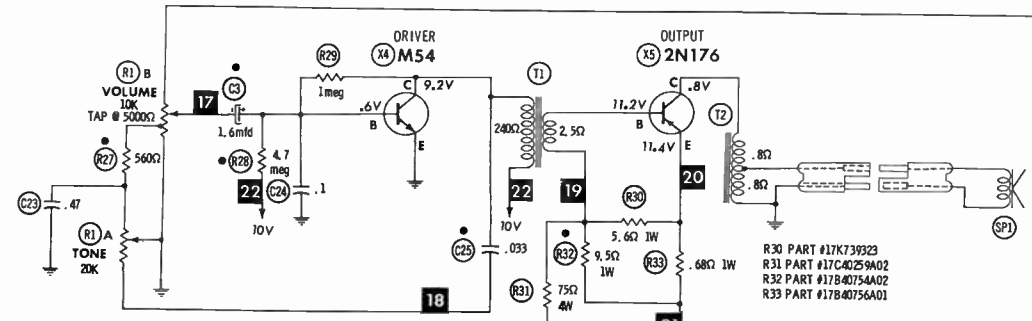 DRIVER
X4 M54
OUTPUT
X5 2N176
R29
1meg
C 9.2V
T1
C .8V
R1 B
VOLUME
10K
TAP @ 5000Ω
17
C3
1.6mfd
.6V
B
E
240Ω
2.5Ω
11.2V
B
11.4V
E
T2
.8Ω
.8Ω
R27
560Ω
R28
4.7
meg
22
10V
C24
.1
22
10V
19
20
C23
.47
R1 A
TONE
20K
C25
.033
18
R30
5.6Ω 1W
R32
9.5Ω
1W
R33
.68Ω 1W
R31
75Ω
4W
SP1
R30 PART #17K739323
R31 PART #17C40259A02
R32 PART #17B40754A02
R33 PART #17B40756A01